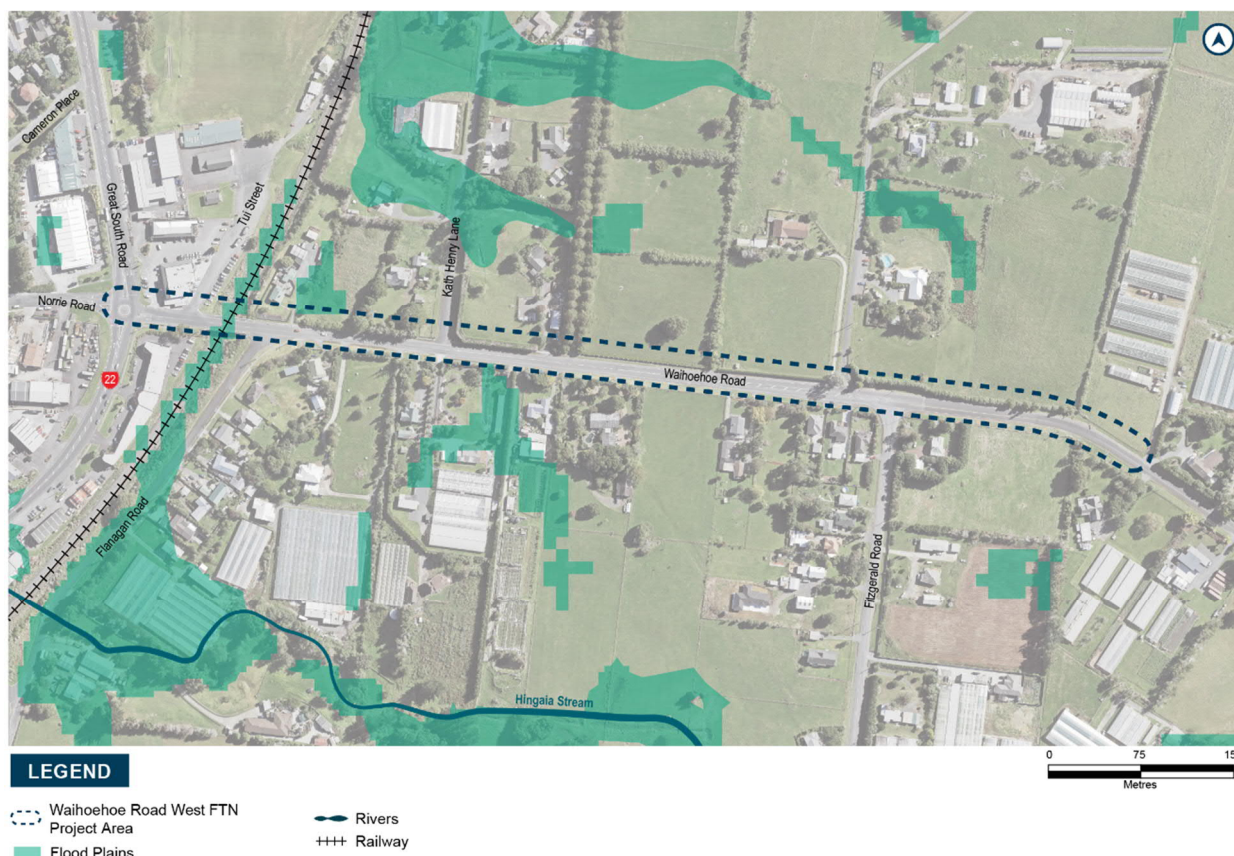 Cameron Place
Great South Road
Tui Street
Kath Henry Lane
Norrie Road
22
Waihoehoe Road
Flanagan Road
Fitzgerald Road
Hingaia Stream
LEGEND
Waihoehoe Road West FTN
Project Area
Flood Plains
Rivers
Railway
0 75 15
Metres